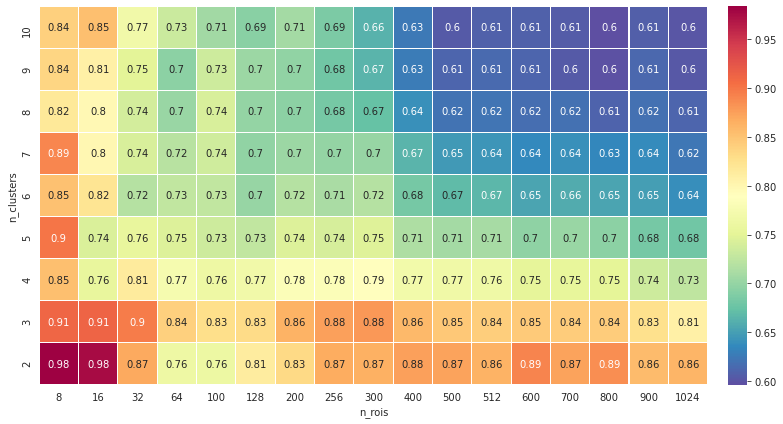 10 0.84 0.85 0.77 0.73 0.71 0.69 0.71 0.69 0.66 0.63 0.6 0.61 0.61 0.61 0.6 0.61 0.6
9 0.84 0.81 0.75 0.7 0.73 0.7 0.7 0.68 0.67 0.63 0.61 0.61 0.61 0.6 0.6 0.61 0.6
8 0.82 0.8 0.74 0.7 0.74 0.7 0.7 0.68 0.67 0.64 0.62 0.62 0.62 0.62 0.61 0.62 0.61
7 0.89 0.8 0.74 0.72 0.74 0.7 0.7 0.7 0.7 0.67 0.65 0.64 0.64 0.64 0.63 0.64 0.62
6 0.85 0.82 0.72 0.73 0.73 0.7 0.72 0.71 0.72 0.68 0.67 0.67 0.65 0.66 0.65 0.65 0.64
5 0.9 0.74 0.76 0.75 0.73 0.73 0.74 0.74 0.75 0.71 0.71 0.71 0.7 0.7 0.7 0.68 0.68
4 0.85 0.76 0.81 0.77 0.76 0.77 0.78 0.78 0.79 0.77 0.77 0.76 0.75 0.75 0.75 0.74 0.73
3 0.91 0.91 0.9 0.84 0.83 0.83 0.86 0.88 0.88 0.86 0.85 0.84 0.85 0.84 0.84 0.83 0.81
2 0.98 0.98 0.87 0.76 0.76 0.81 0.83 0.87 0.87 0.88 0.87 0.86 0.89 0.87 0.89 0.86 0.86
8 16 32 64 100 128 200 256 300 400 500 512 600 700 800 900 1024
n_rois
n_clusters
0.95
0.90
0.85
0.80
0.75
0.70
0.65
0.60